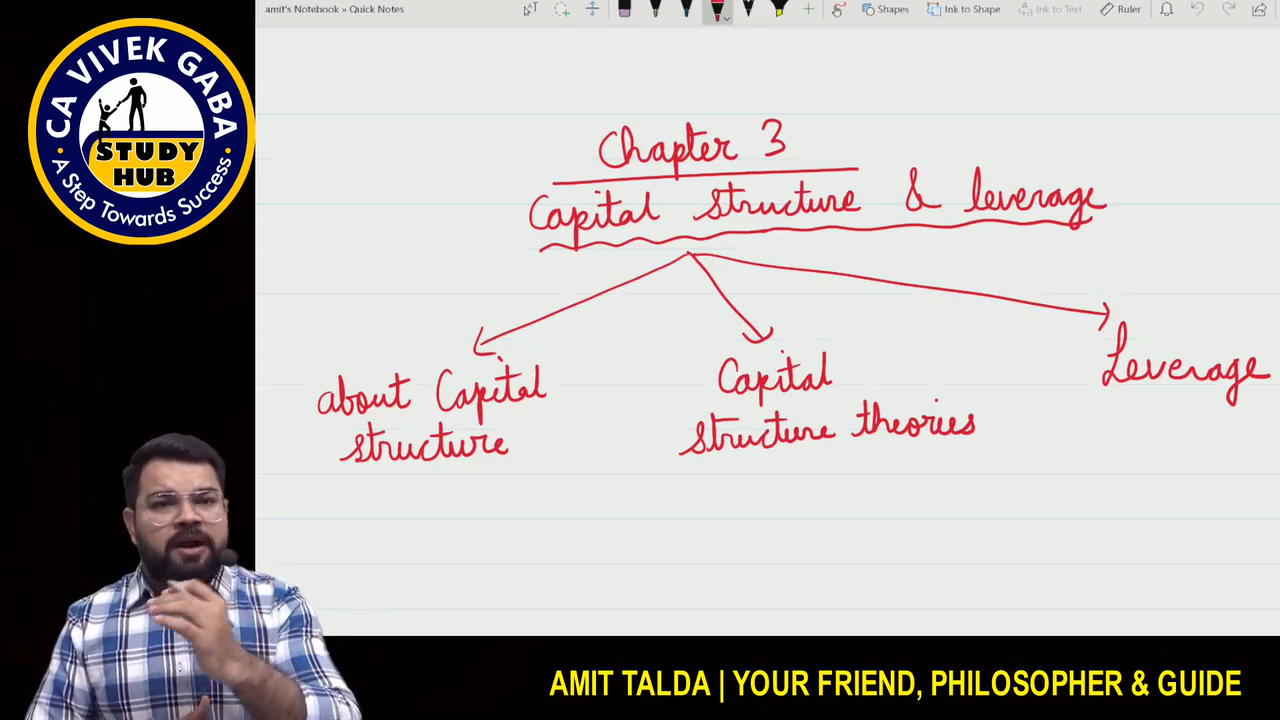 amit's Notebook » Quick Notes
Shapes
Ink to Shape
Ink to Text
Ruler
CA VIVEK GABA
STUDY
HUB
• A Step Towards Success •
Chapter 3
Capital structure & leverage
about Capital
structure
Capital
structure theories
Leverage
AMIT TALDA | YOUR FRIEND, PHILOSOPHER & GUIDE